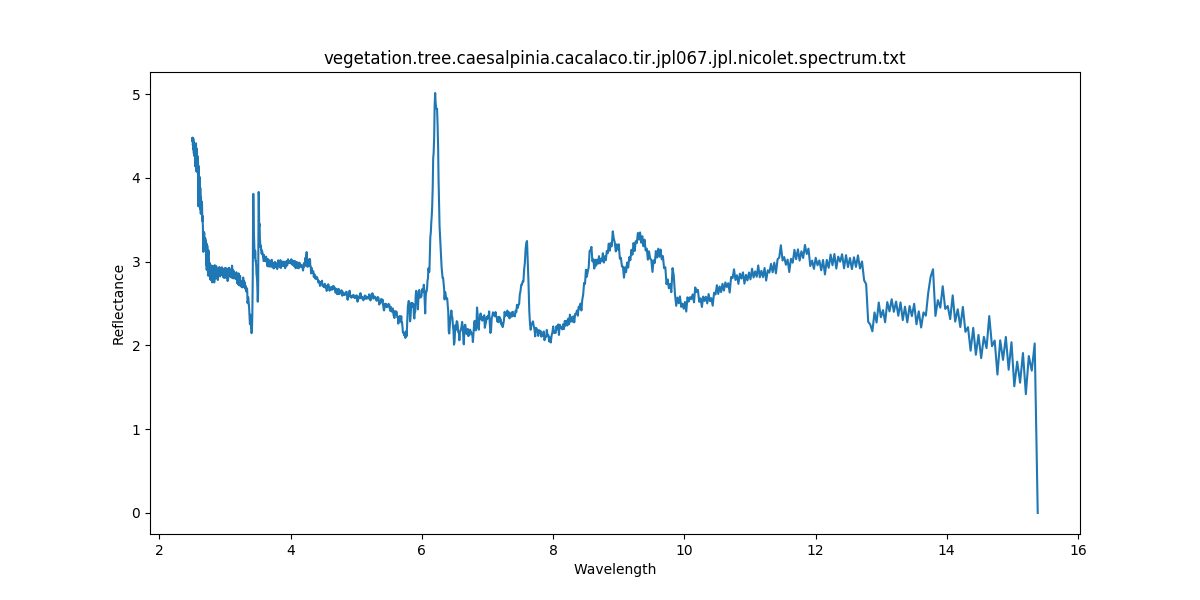 vegetation.tree.caesalpinia.cacalaco.tir.jpl067.jpl.nicolet.spectrum.txt
5
4
3
2
1
0
Reflectance
2 4 6 8 10 12 14 16
Wavelength